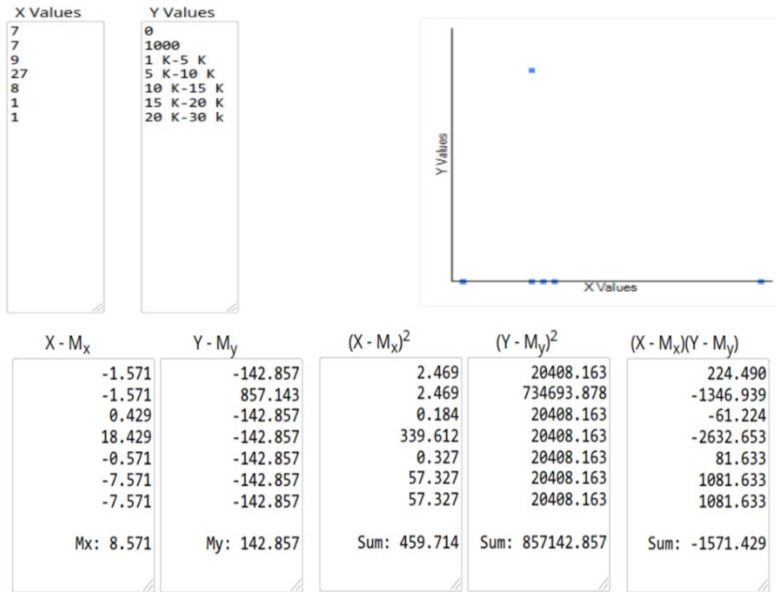 X Values Y Values
7 0
7 1000
9 1 K-5 K
27 5 K-10 K
8 10 K-15 K
1 15 K-20 K
1 20 K-30 k
Y Values
X Values
X - Mx Y - My (X - Mx)2 (Y - My)2 (X - Mx)(Y - My)
-1.571 -142.857 2.469 20408.163 224.490
-1.571 857.143 2.469 734693.878 -1346.939
0.429 -142.857 0.184 20408.163 -61.224
18.429 -142.857 339.612 20408.163 -2632.653
-0.571 -142.857 0.327 20408.163 81.633
-7.571 -142.857 57.327 20408.163 1081.633
-7.571 -142.857 57.327 20408.163 1081.633
Mx: 8.571 My: 142.857 Sum: 459.714 Sum: 857142.857 Sum: -1571.429